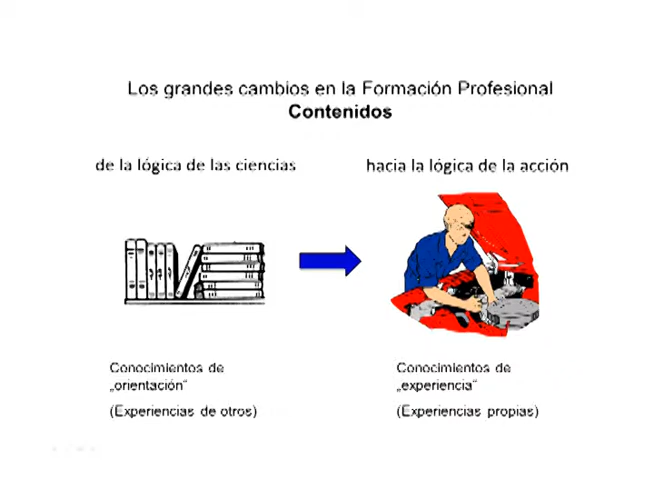 Los grandes cambios en la Formación Profesional
Contenidos
de la lógica de las ciencias
hacia la lógica de la acción
Conocimientos de
„orientación“
(Experiencias de otros)
Conocimientos de
„experiencia“
(Experiencias propias)